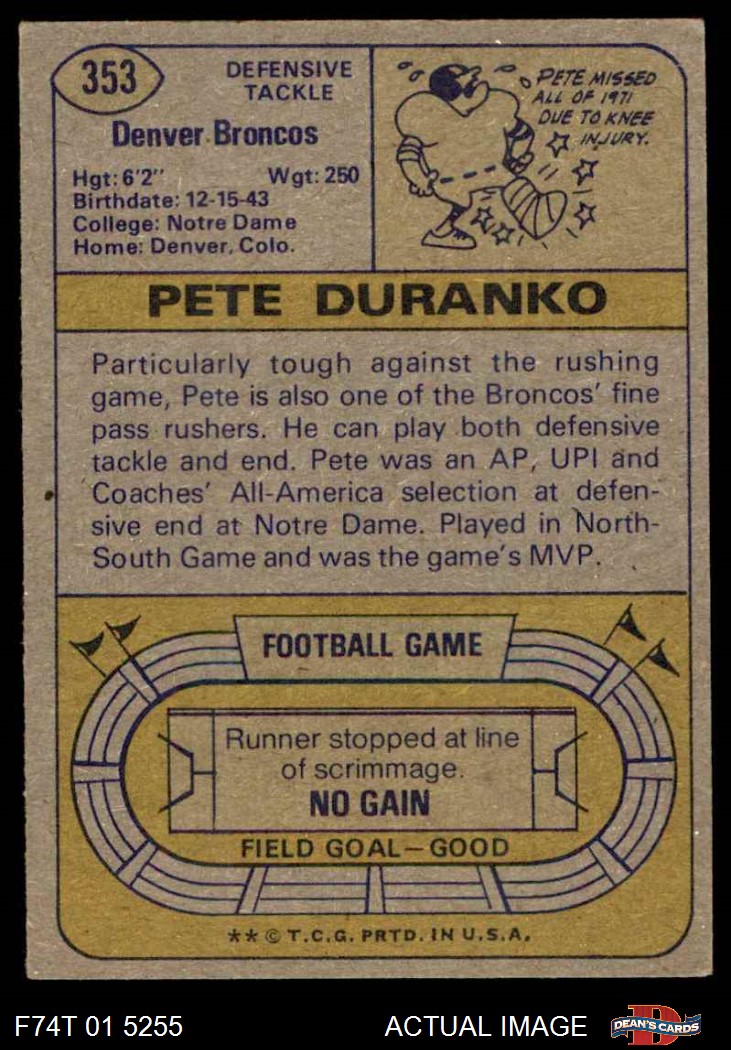 353
DEFENSIVE
TACKLE
Denver Broncos
Hgt: 6'2" Wgt: 250
Birthdate: 12-15-43
College: Notre Dame
Home: Denver, Colo.
PETE MISSED
ALL OF 1971
DUE TO KNEE
INJURY.
PETE DURANKO
Particularly tough against the rushing
game, Pete is also one of the Broncos' fine
pass rushers. He can play both defensive
tackle and end. Pete was an AP, UPI and
Coaches' All-America selection at defen-
sive end at Notre Dame. Played in North-
South Game and was the game's MVP.
FOOTBALL GAME
Runner stopped at line
of scrimmage.
NO GAIN
FIELD GOAL—GOOD
** © T.C.G. PRTD. IN U.S.A.
F74T 01 5255 ACTUAL IMAGE
D
DEAN'S CARDS